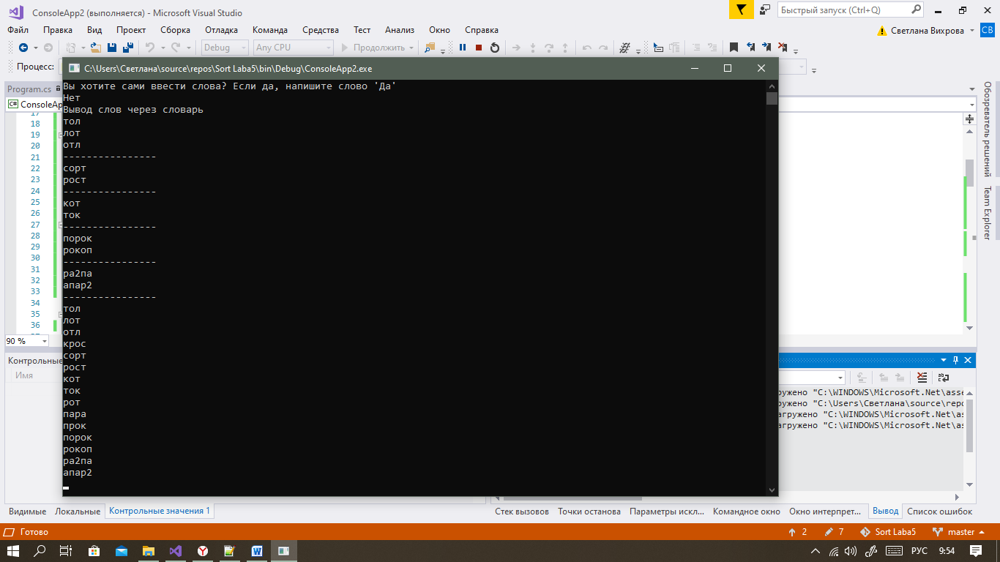 ConsoleApp2 (выполняется) - Microsoft Visual Studio
Быстрый запуск (Ctrl+Q)
Файл Правка Вид Проект Сборка Отладка Команда Средства Тест Анализ Окно Справка
Светлана Вихрова СВ
Debug Any CPU Продолжить
Процесс:
C:\Users\Светлана\source\repos\Sort Laba5\bin\Debug\ConsoleApp2.exe
Program.cs
ConsoleAp
Вы хотите сами ввести слова? Если да, напишите слово 'Да'
Нет
Вывод слов через словарь
тол
лот
отл
----------------
сорт
рост
----------------
кот
ток
----------------
порок
рокоп
----------------
ра2па
апар2
----------------
тол
лот
отл
крос
сорт
рост
кот
ток
рот
пара
прок
порок
рокоп
ра2па
апар2
17
18
19
20
21
22
23
24
25
26
27
28
29
30
31
32
33
34
35
36
90 %
Контрольные
Имя
ружено "C:\WINDOWS\Microsoft.Net\asse
ружено "C:\Users\Светлана\source\repo
агружено "C:\WINDOWS\Microsoft.Net\as
агружено "C:\WINDOWS\Microsoft.Net\as
Обозреватель решений
Team Explorer
Видимые Локальные Контрольные значения 1
Стек вызовов Точки останова Параметры искл... Командное окно Окно интерпрет... Вывод Список ошибок
Готово
2 7 Sort Laba5 master
РУС 9:54